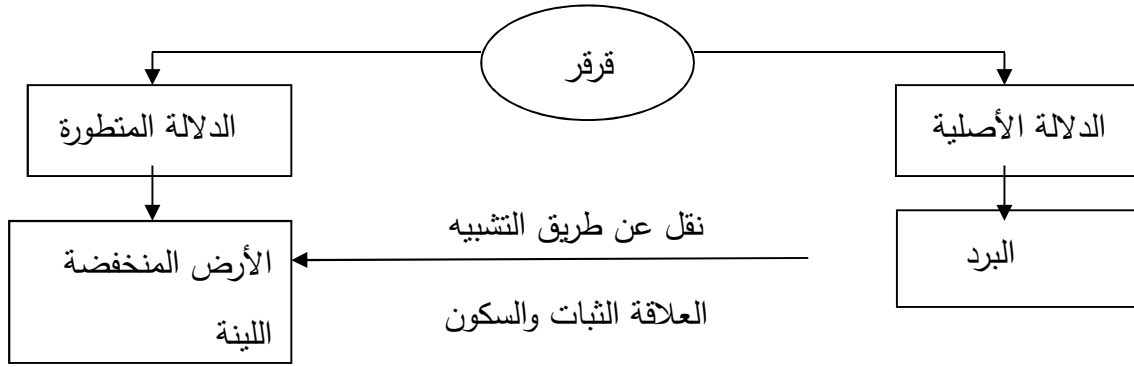 قرقر
الدلالة الأصلية
الدلالة المتطورة
البرد
نقل عن طريق التشبيه
العلاقة الثبات والسكون
الأرض المنخفضة
اللينة